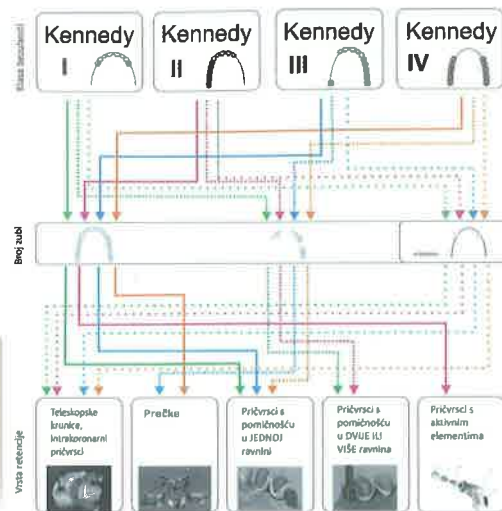 Klasa bezubosti
Kennedy
I
Kennedy
II
Kennedy
III
Kennedy
IV
Broj zubi
Vrsta retencije
Teleskopske
krunice,
intrakoronarni
pričvrsci
Prečke
Pričvrsci s
pomičnošću
u JEDNOJ
ravnini
Pričvrsci s
pomičnošću
u DVIJE ILI
VIŠE ravnina
Pričvrsci s
aktivnim
elementima